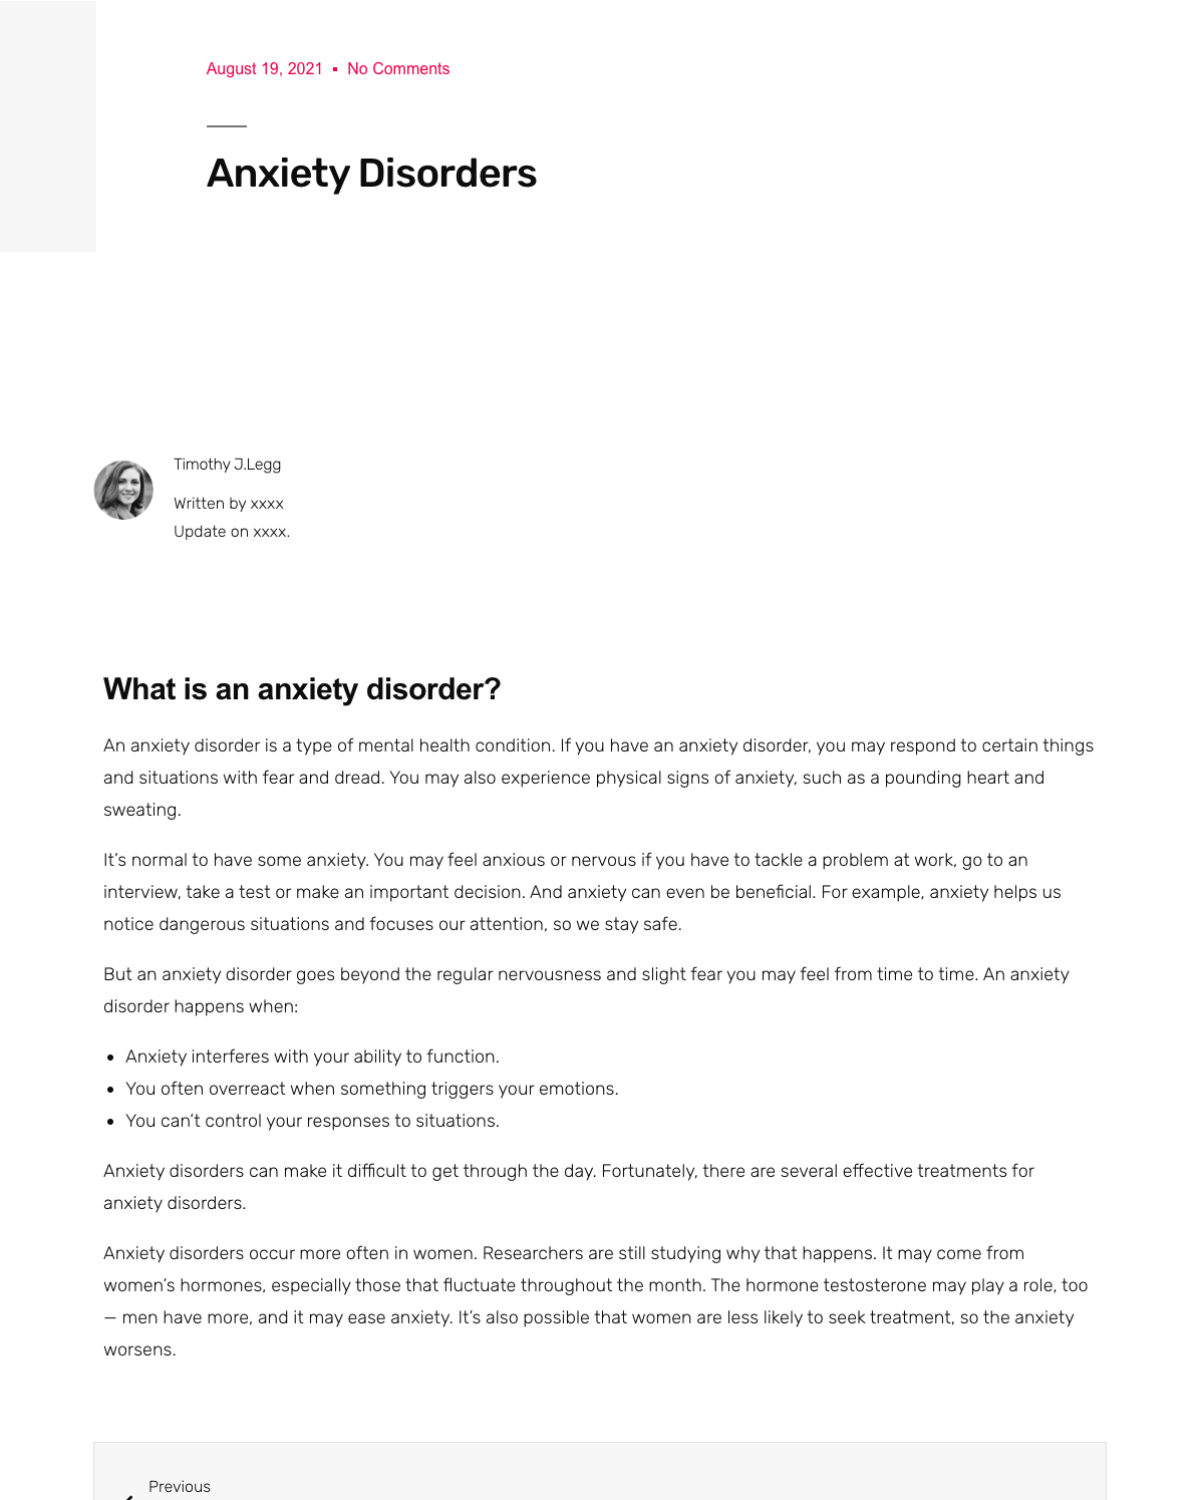 August 19, 2021 ▪ No Comments
Anxiety Disorders
Timothy J.Legg
Written by xxxx
Update on xxxx.
What is an anxiety disorder?
An anxiety disorder is a type of mental health condition. If you have an anxiety disorder, you may respond to certain things
and situations with fear and dread. You may also experience physical signs of anxiety, such as a pounding heart and
sweating.
It’s normal to have some anxiety. You may feel anxious or nervous if you have to tackle a problem at work, go to an
interview, take a test or make an important decision. And anxiety can even be beneficial. For example, anxiety helps us
notice dangerous situations and focuses our attention, so we stay safe.
But an anxiety disorder goes beyond the regular nervousness and slight fear you may feel from time to time. An anxiety
disorder happens when:
• Anxiety interferes with your ability to function.
• You often overreact when something triggers your emotions.
• You can’t control your responses to situations.
Anxiety disorders can make it difficult to get through the day. Fortunately, there are several effective treatments for
anxiety disorders.
Anxiety disorders occur more often in women. Researchers are still studying why that happens. It may come from
women’s hormones, especially those that fluctuate throughout the month. The hormone testosterone may play a role, too
— men have more, and it may ease anxiety. It’s also possible that women are less likely to seek treatment, so the anxiety
worsens.
Previous